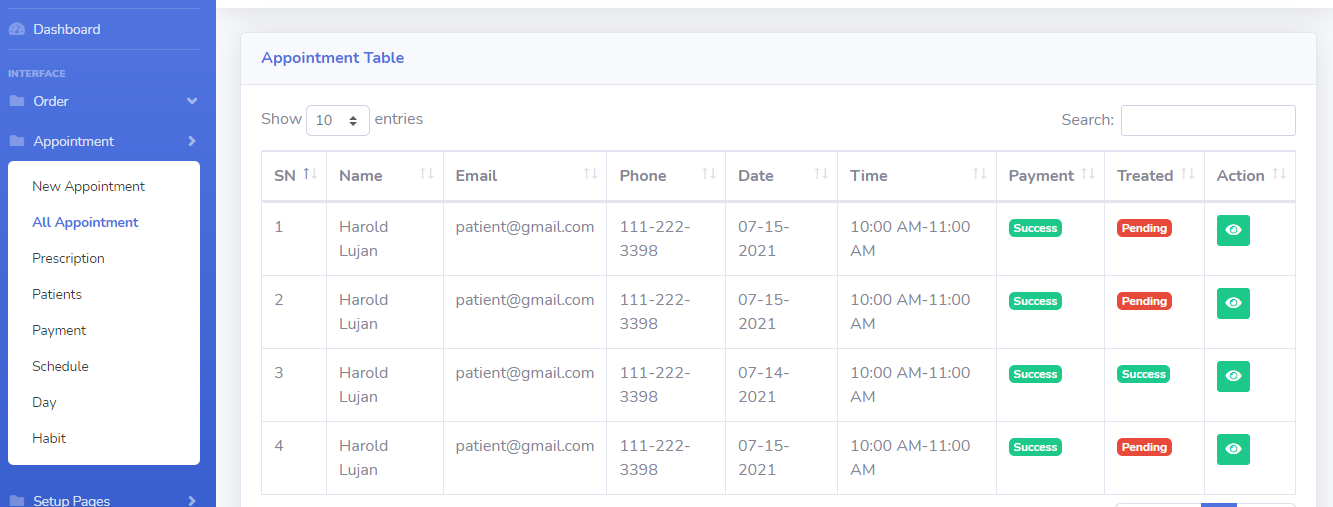 Dashboard
INTERFACE
Order
Appointment
New Appointment
All Appointment
Prescription
Patients
Payment
Schedule
Day
Habit
Setup Pages
Appointment Table
Show 10 entries
Search:
SN Name Email Phone Date Time Payment Treated Action
1 Harold patient@gmail.com 111-222- 07-15- 10:00 AM-11:00 Success Pending
Lujan 3398 2021 AM
2 Harold patient@gmail.com 111-222- 07-15- 10:00 AM-11:00 Success Pending
Lujan 3398 2021 AM
3 Harold patient@gmail.com 111-222- 07-14- 10:00 AM-11:00 Success Success
Lujan 3398 2021 AM
4 Harold patient@gmail.com 111-222- 07-15- 10:00 AM-11:00 Success Pending
Lujan 3398 2021 AM